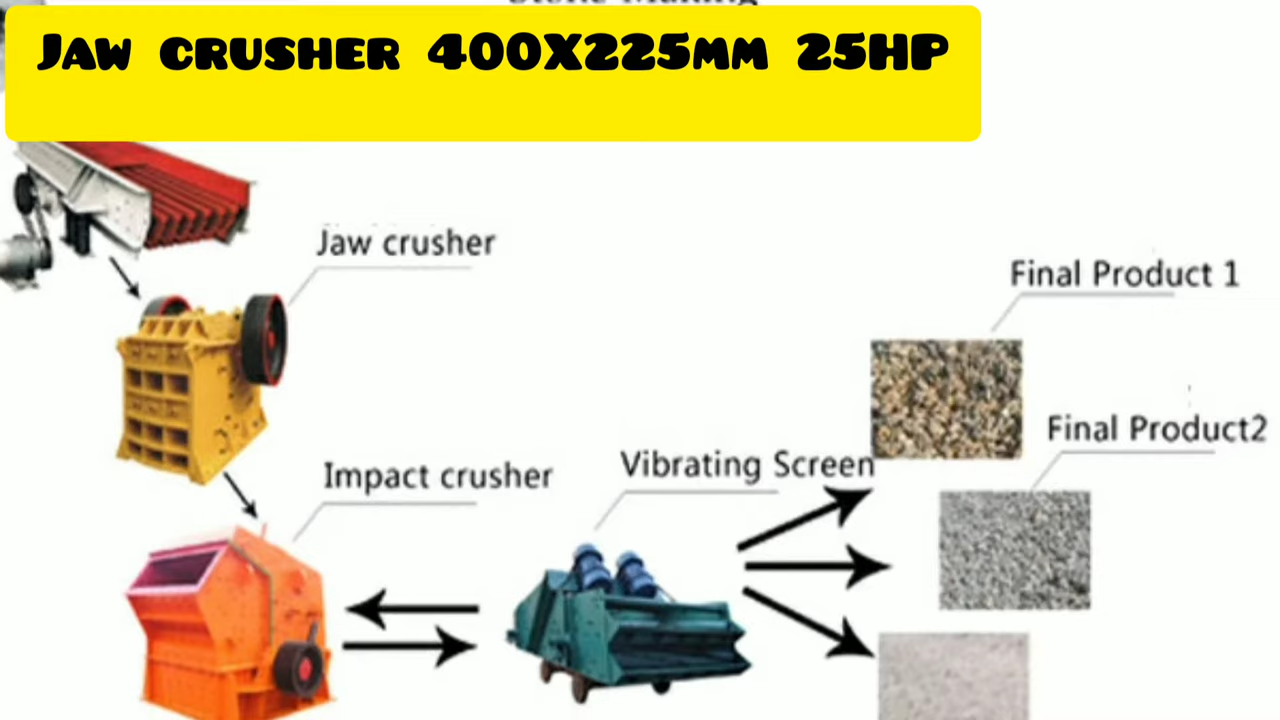 Jaw crusher 400X225mm 25HP
Jaw crusher
Final Product 1
Final Product2
Vibrating Screen
Impact crusher